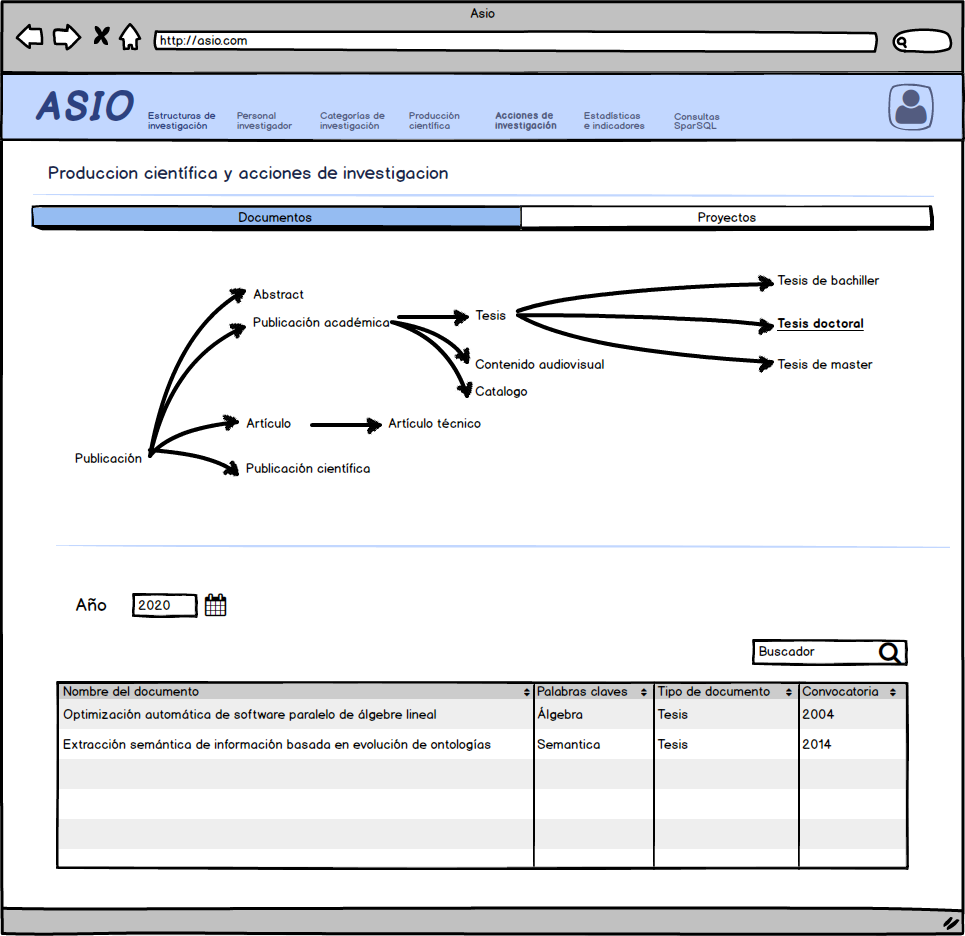 Asio
http://asio.com
ASIO
Estructuras de
investigación
Personal
investigador
Categorías de
investigación
Producción
científica
Acciones de
investigación
Estadísticas
e indicadores
Consultas
SparSQL
Produccion científica y acciones de investigacion
Documentos
Proyectos
Abstract
Publicación académica
Tesis
Tesis de bachiller
Tesis doctoral
Tesis de master
Contenido audiovisual
Catalogo
Artículo
Artículo técnico
Publicación
Publicación científica
Año
2020
Buscador
Nombre del documento Palabras claves Tipo de documento Convocatoria
Optimización automática de software paralelo de álgebre lineal Álgebra Tesis 2004
Extracción semántica de información basada en evolución de ontologías Semantica Tesis 2014